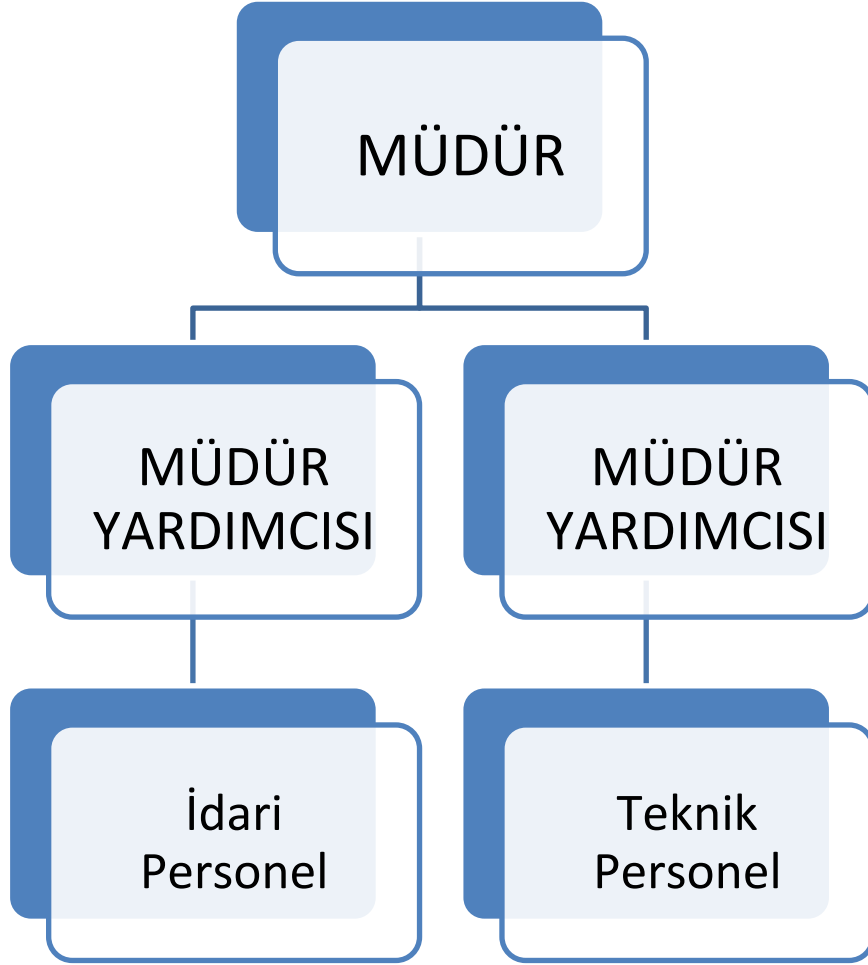 MÜDÜR
MÜDÜR
YARDIMCISI
MÜDÜR
YARDIMCISI
İdari
Personel
Teknik
Personel